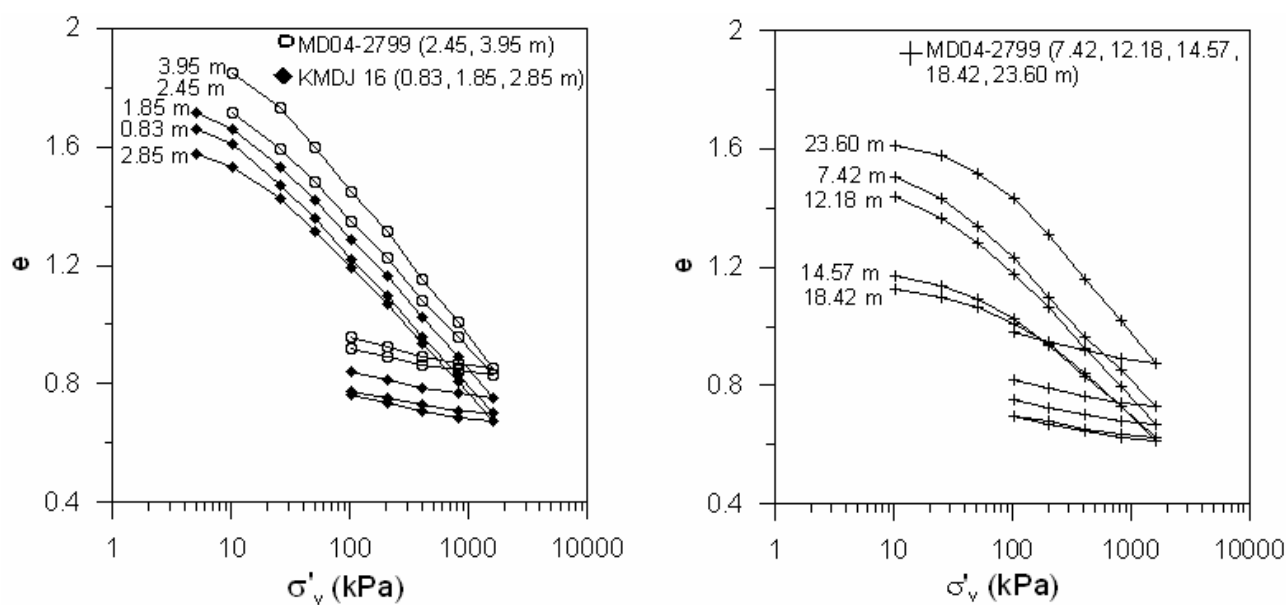 2
1.6
1.2
0.8
0.4
e
1
10
100
1000
10000
σ'v (kPa)
MD04-2799 (2.45, 3.95 m)
KMDJ 16 (0.83, 1.85, 2.85 m)
3.95 m
2.45 m
1.85 m
0.83 m
2.85 m
2
1.6
1.2
0.8
0.4
e
1
10
100
1000
10000
σ'v (kPa)
MD04-2799 (7.42, 12.18, 14.57,
18.42, 23.60 m)
23.60 m
7.42 m
12.18 m
14.57 m
18.42 m